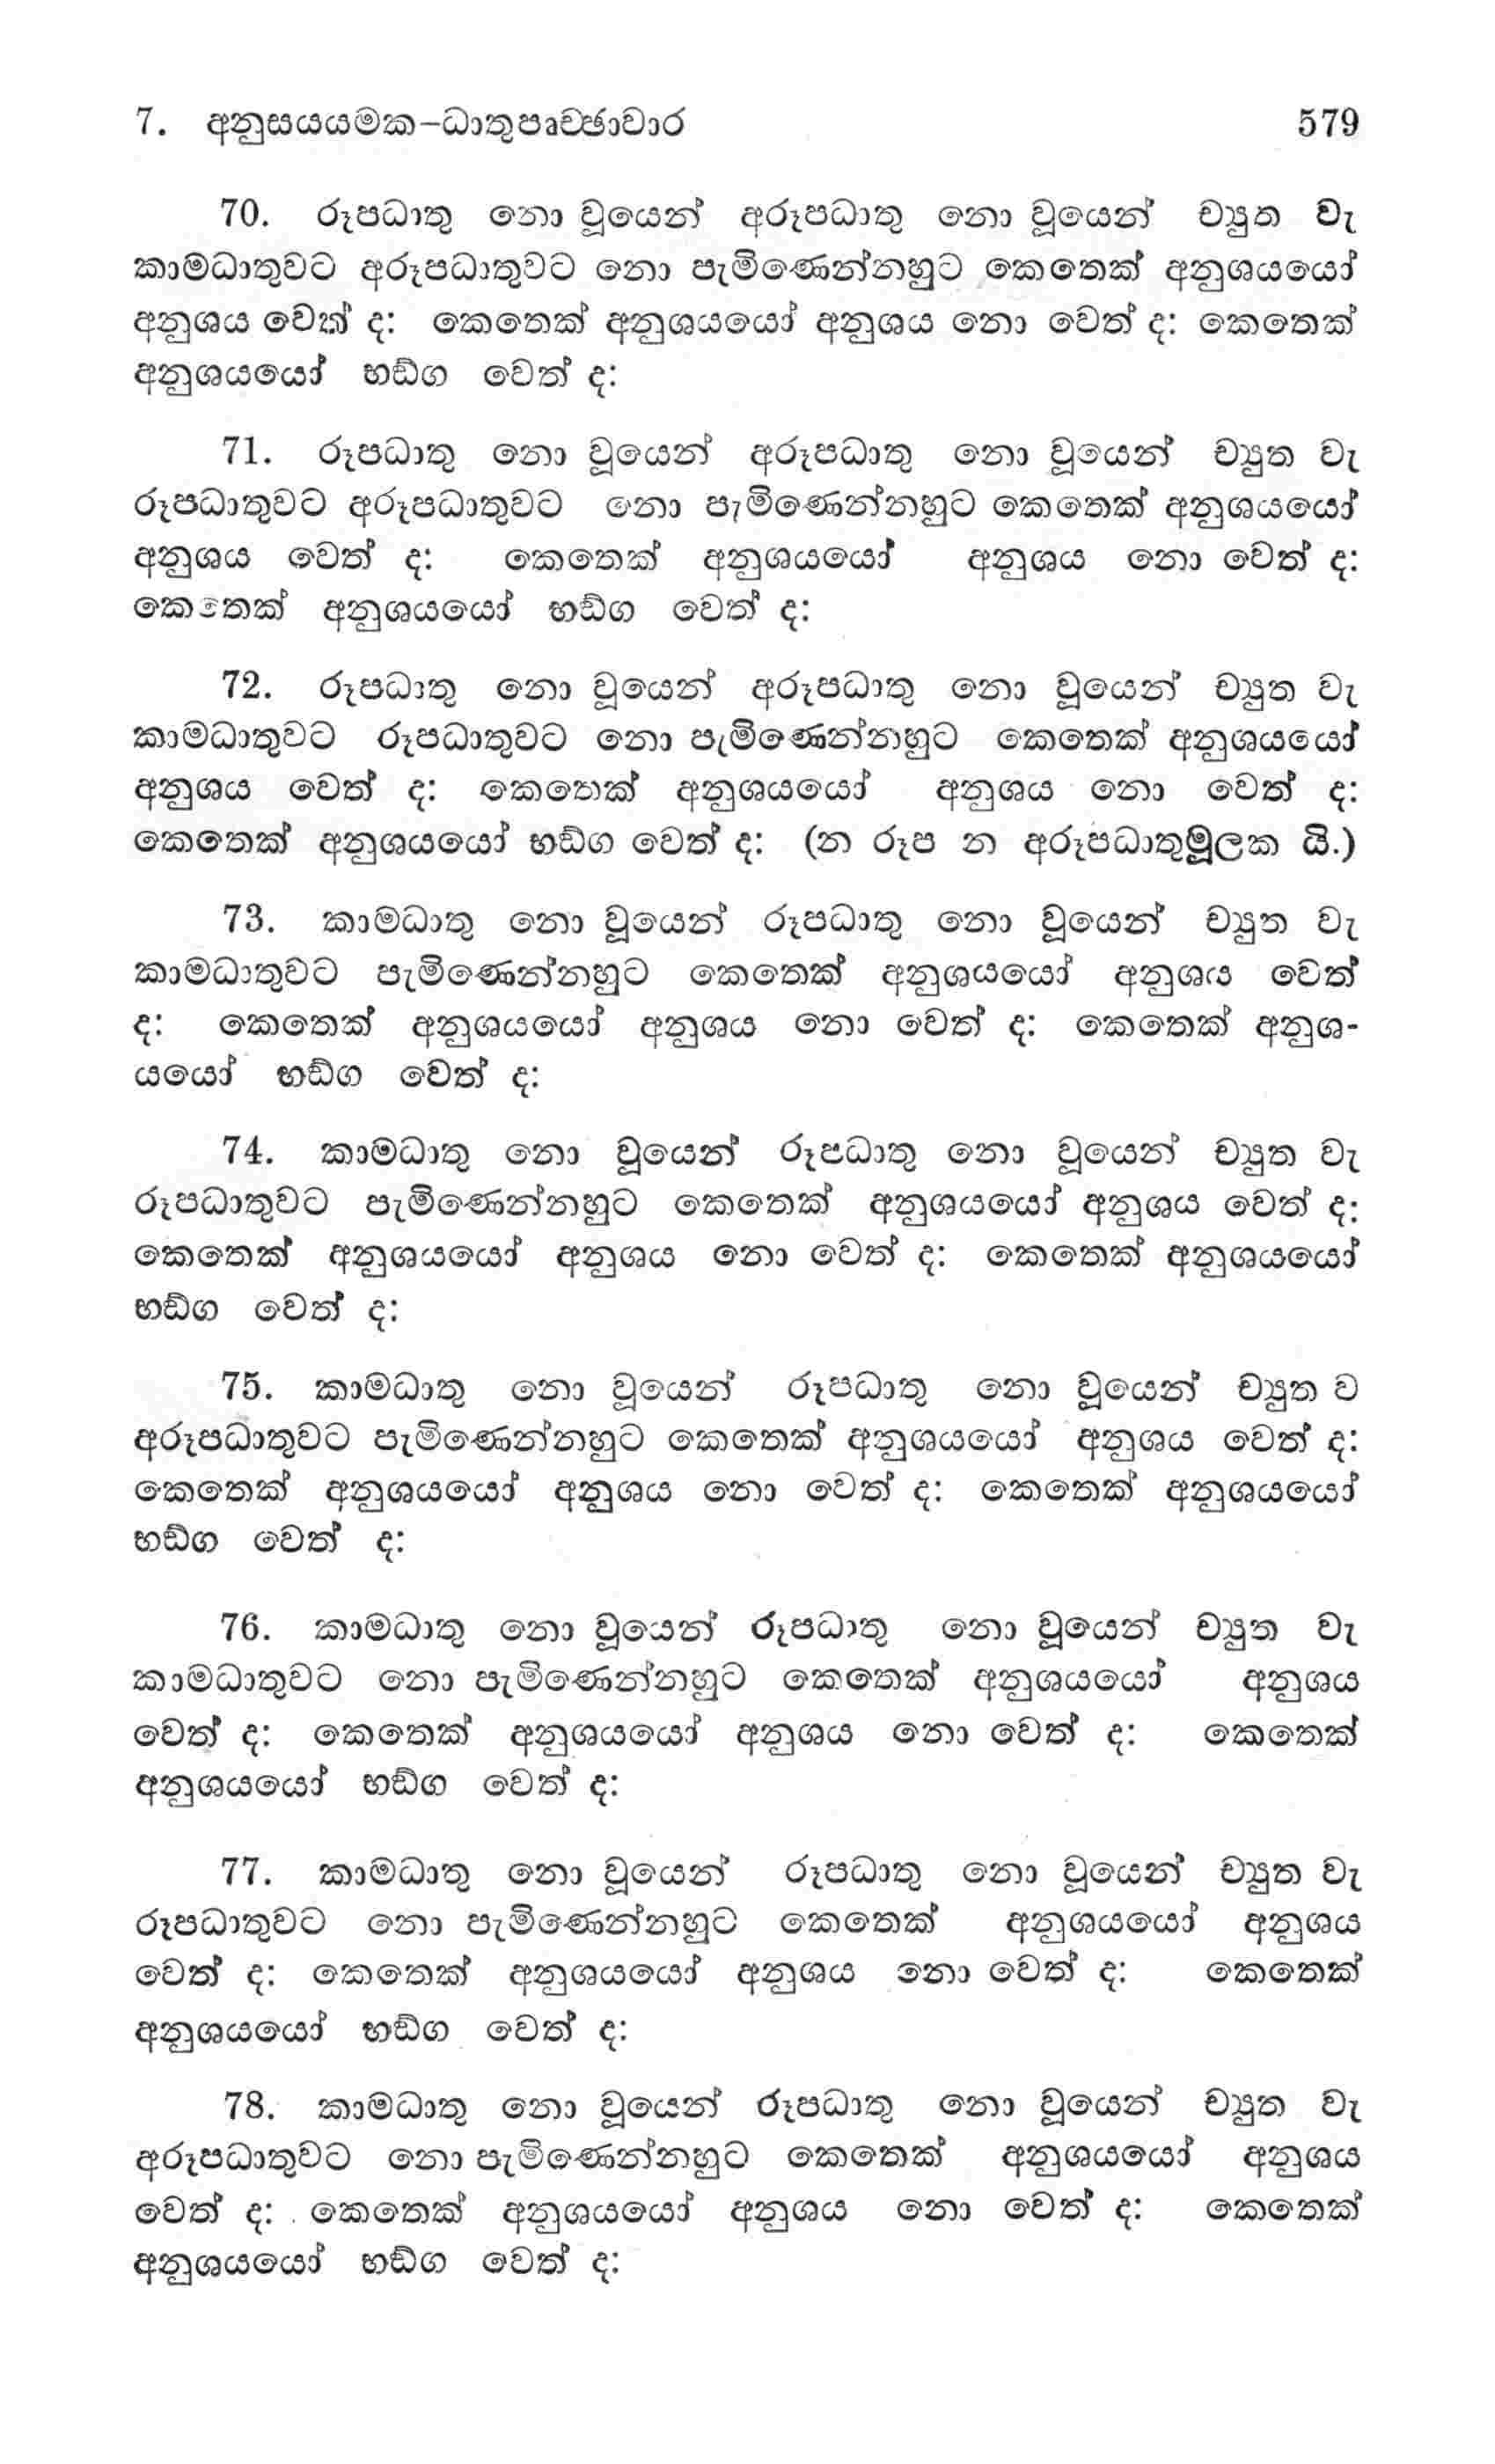 7. අනුසයයමක-ධාතුපෘච්ඡාවාර 579
70. රූපධාතු නො වූයෙන් අරූපධාතු නො වූයෙන් ච්‍යුත වැ
කාමධාතුවට අරූපධාතුවට නො පැමිණෙන්නහුට කෙතෙක් අනුශයයෝ
අනුශය වෙත් ද: කෙතෙක් අනුශයයෝ අනුශය නො වෙත් ද: කෙතෙක්
අනුශයයෝ භඞ්ග වෙත් ද:
71. රූපධාතු නො වූයෙන් අරූපධාතු නො වූයෙන් ච්‍යුත වැ
රූපධාතුවට අරූපධාතුවට නො පැමිණෙන්නහුට කෙතෙක් අනුශයයෝ
අනුශය වෙත් ද: කෙතෙක් අනුශයයෝ අනුශය නො වෙත් ද:
කෙතෙක් අනුශයයෝ භඞ්ග වෙත් ද:
72. රූපධාතු නො වූයෙන් අරූපධාතු නො වූයෙන් ච්‍යුත වැ
කාමධාතුවට රූපධාතුවට නො පැමිණෙන්නහුට කෙතෙක් අනුශයයෝ
අනුශය වෙත් ද: කෙතෙක් අනුශයයෝ අනුශය නො වෙත් ද:
කෙතෙක් අනුශයයෝ භඞ්ග වෙත් ද: (න රූප න අරූපධාතුමූලක යි.)
73. කාමධාතු නො වූයෙන් රූපධාතු නො වූයෙන් ච්‍යුත වැ
කාමධාතුවට පැමිණෙන්නහුට කෙතෙක් අනුශයයෝ අනුශය වෙත්
ද: කෙතෙක් අනුශයයෝ අනුශය නො වෙත් ද: කෙතෙක් අනුශ-
යයෝ භඞ්ග වෙත් ද:
74. කාමධාතු නො වූයෙන් රූපධාතු නො වූයෙන් ච්‍යුත වැ
රූපධාතුවට පැමිණෙන්නහුට කෙතෙක් අනුශයයෝ අනුශය වෙත් ද:
කෙතෙක් අනුශයයෝ අනුශය නො වෙත් ද: කෙතෙක් අනුශයයෝ
භඞ්ග වෙත් ද:
75. කාමධාතු නො වූයෙන් රූපධාතු නො වූයෙන් ච්‍යුත ව
අරූපධාතුවට පැමිණෙන්නහුට කෙතෙක් අනුශයයෝ අනුශය වෙත් ද:
කෙතෙක් අනුශයයෝ අනුශය නො වෙත් ද: කෙතෙක් අනුශයයෝ
භඞ්ග වෙත් ද:
76. කාමධාතු නො වූයෙන් රූපධාතු නො වූයෙන් ච්‍යුත වැ
කාමධාතුවට නො පැමිණෙන්නහුට කෙතෙක් අනුශයයෝ අනුශය
වෙත් ද: කෙතෙක් අනුශයයෝ අනුශය නො වෙත් ද: කෙතෙක්
අනුශයයෝ භඞ්ග වෙත් ද:
77. කාමධාතු නො වූයෙන් රූපධාතු නො වූයෙන් ච්‍යුත වැ
රූපධාතුවට නො පැමිණෙන්නහුට කෙතෙක් අනුශයයෝ අනුශය
වෙත් ද: කෙතෙක් අනුශයයෝ අනුශය නො වෙත් ද: කෙතෙක්
අනුශයයෝ භඞ්ග වෙත් ද:
78. කාමධාතු නො වූයෙන් රූපධාතු නො වූයෙන් ච්‍යුත වැ
අරූපධාතුවට නො පැමිණෙන්නහුට කෙතෙක් අනුශයයෝ අනුශය
වෙත් ද: කෙතෙක් අනුශයයෝ අනුශය නො වෙත් ද: කෙතෙක්
අනුශයයෝ භඞ්ග වෙත් ද: